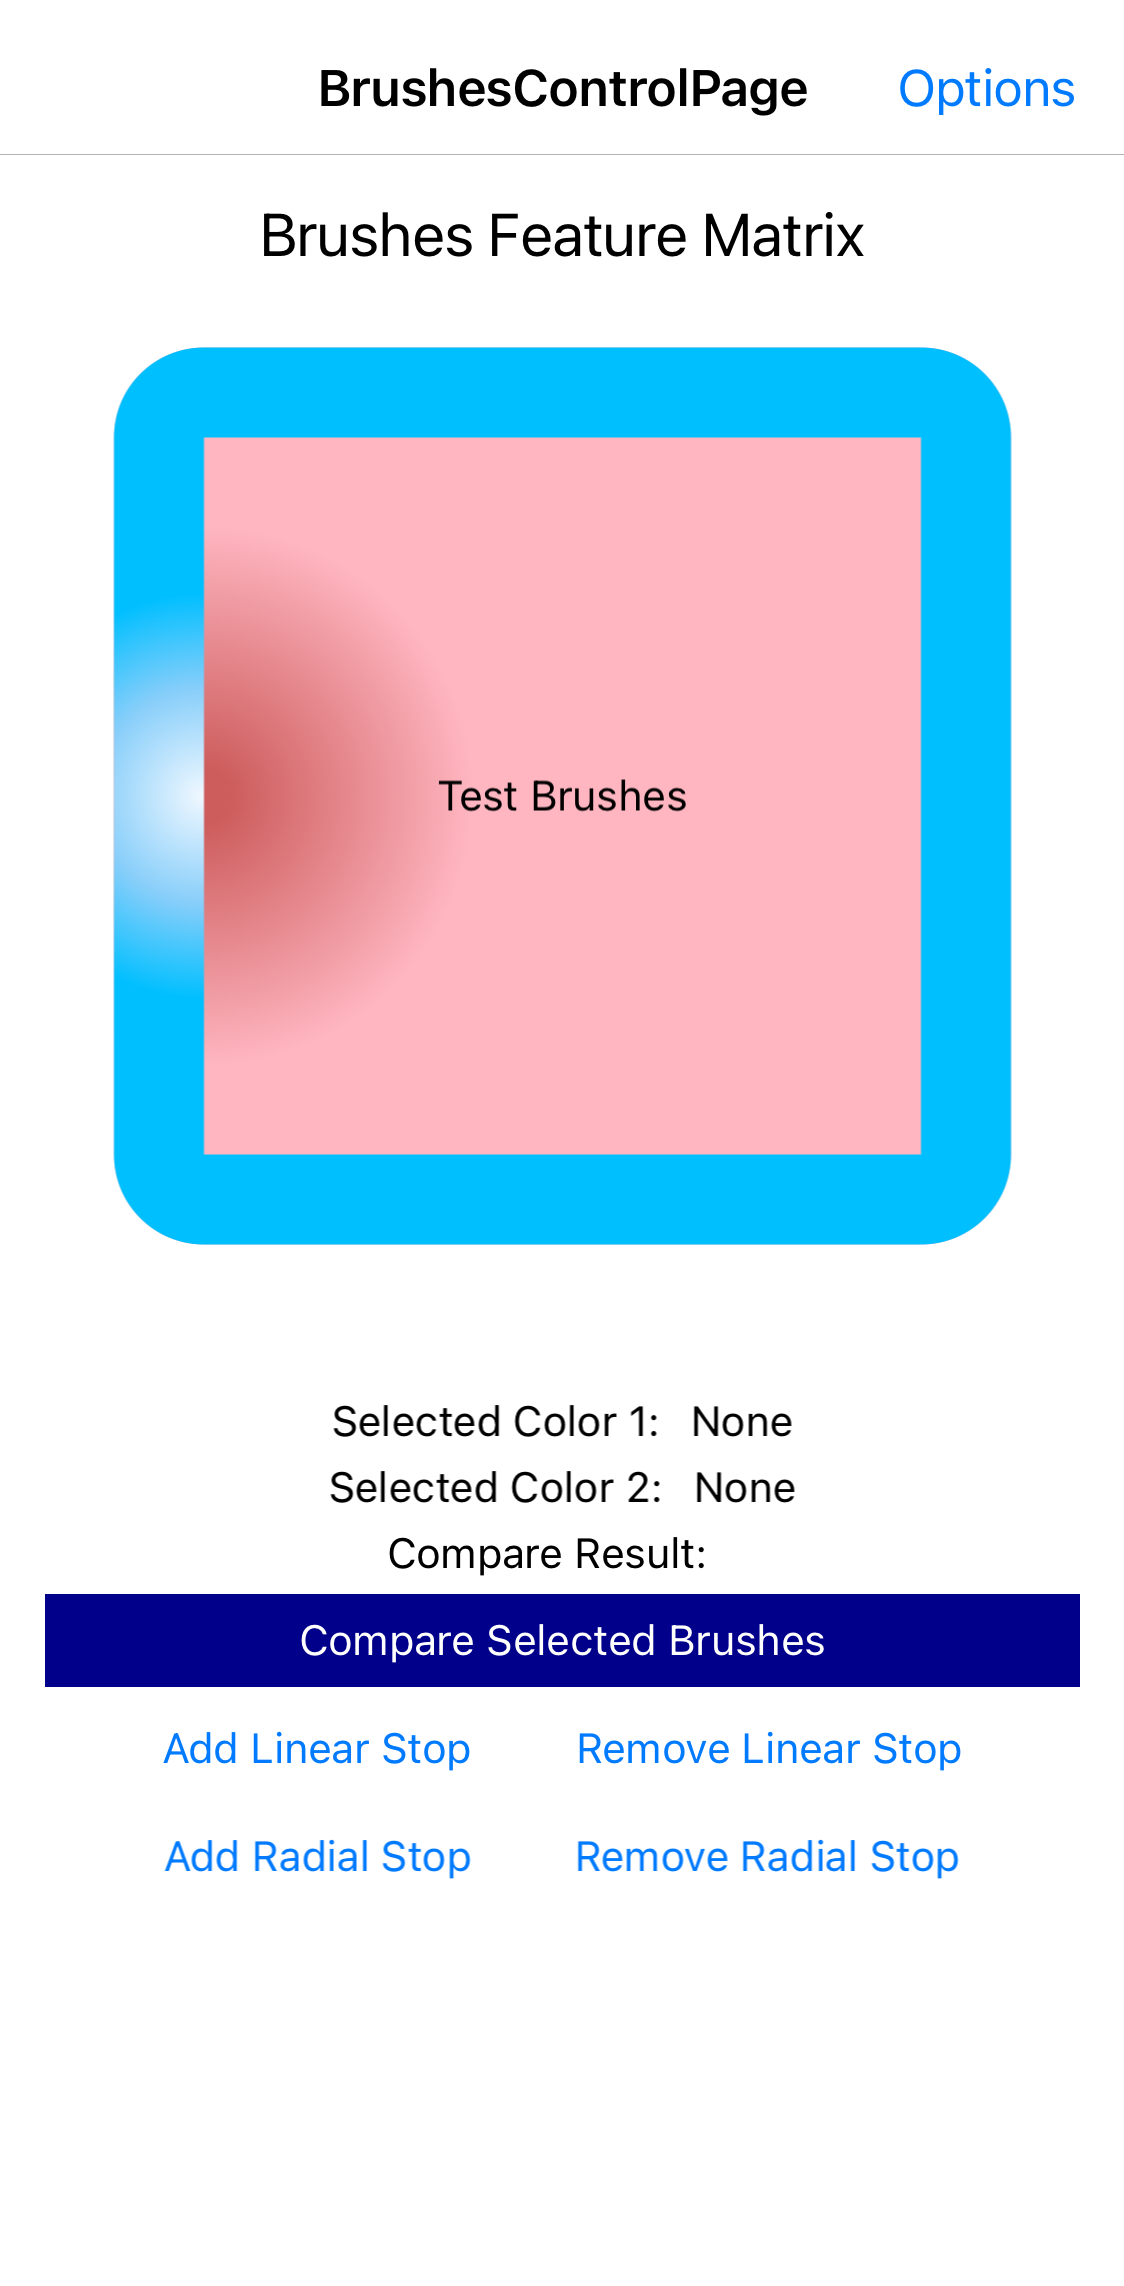 BrushesControlPage Options
Brushes Feature Matrix
Test Brushes
Selected Color 1: None
Selected Color 2: None
Compare Result:
Compare Selected Brushes
Add Linear Stop Remove Linear Stop
Add Radial Stop Remove Radial Stop